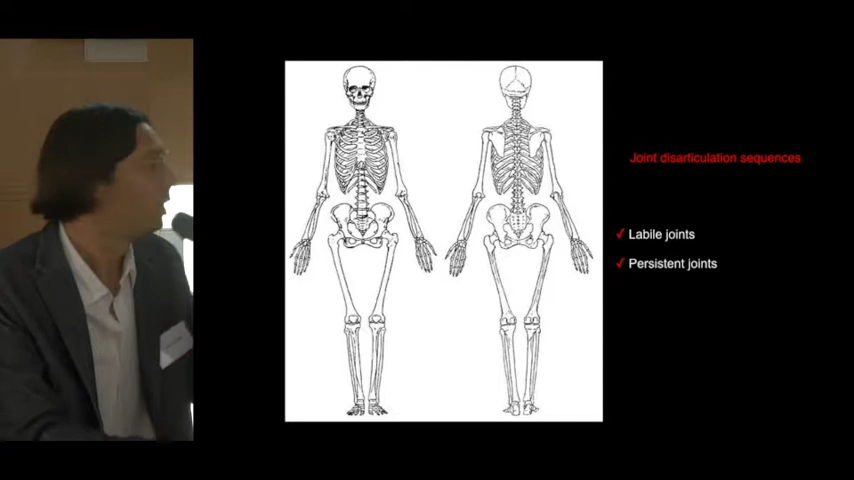 Joint disarticulation sequences
✓ Labile joints
✓ Persistent joints